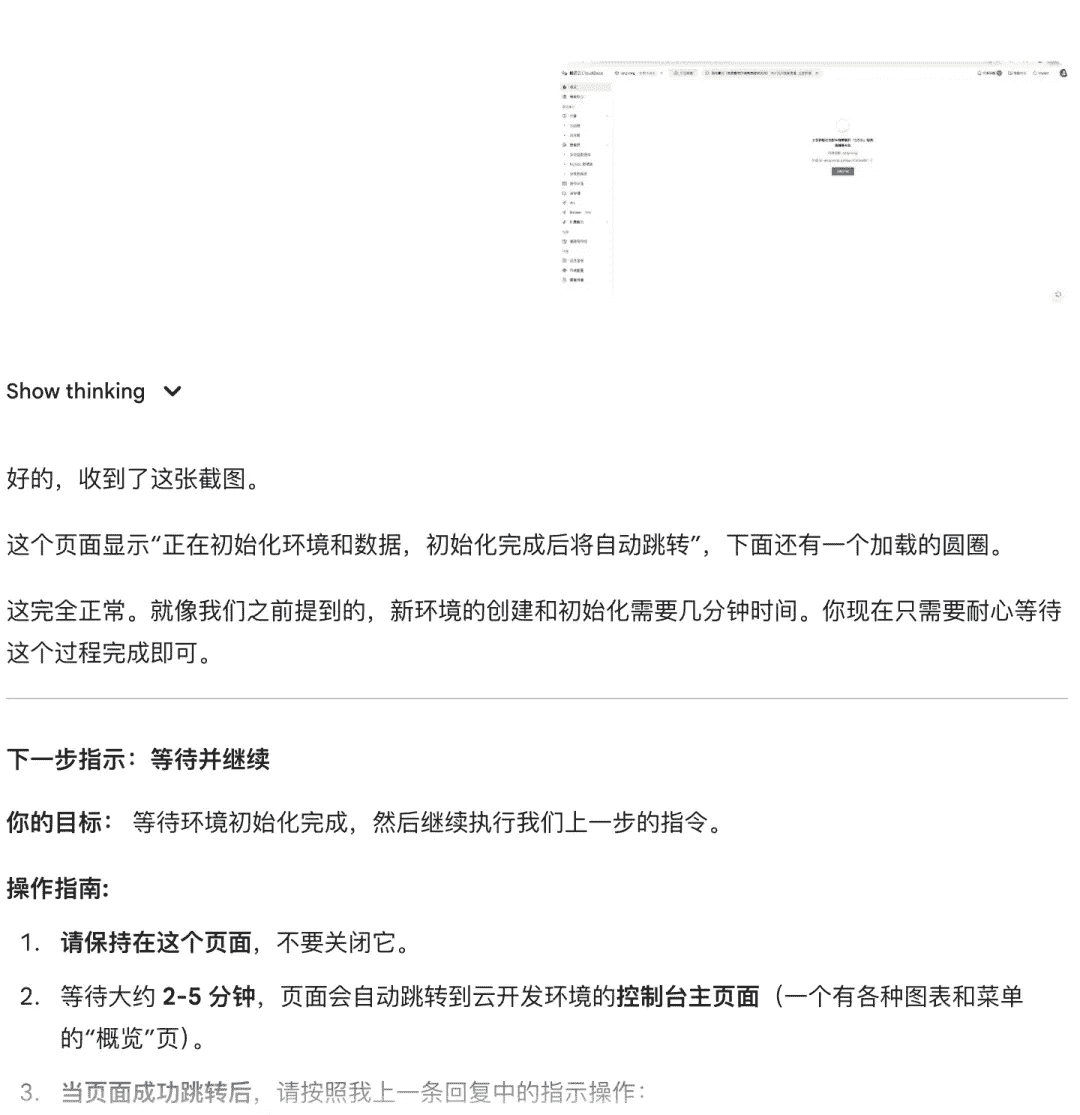 Show thinking
好的，收到了这张截图。
这个页面显示“正在初始化环境和数据，初始化完成后将自动跳转”，下面还有一个加载的圆圈。
这完全正常。就像我们之前提到的，新环境的创建和初始化需要几分钟时间。你现在只需要耐心等待
这个过程完成即可。
下一步指示：等待并继续
你的目标： 等待环境初始化完成，然后继续执行我们上一步的指令。
操作指南:
1. 请保持在这个页面，不要关闭它。
2. 等待大约 2-5 分钟，页面会自动跳转到云开发环境的控制台主页面（一个有各种图表和菜单
的“概览”页）。
3. 当页面成功跳转后，请按照我上一条回复中的指示操作：